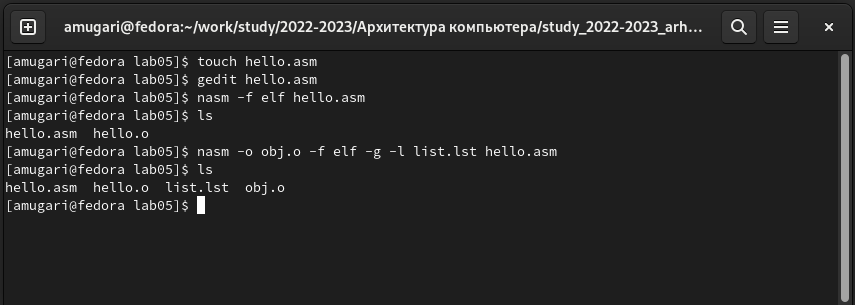 amugari@fedora:~/work/study/2022-2023/Архитектура компьютера/study_2022-2023_arh…
[amugari@fedora lab05]$ touch hello.asm
[amugari@fedora lab05]$ gedit hello.asm
[amugari@fedora lab05]$ nasm -f elf hello.asm
[amugari@fedora lab05]$ ls
hello.asm  hello.o
[amugari@fedora lab05]$ nasm -o obj.o -f elf -g -l list.lst hello.asm
[amugari@fedora lab05]$ ls
hello.asm  hello.o  list.lst  obj.o
[amugari@fedora lab05]$